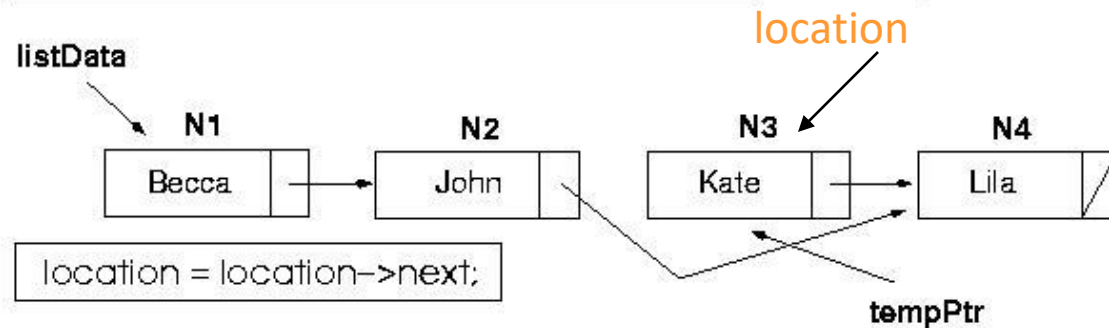 location
listData
N1 N2 N3 N4
Becca John Kate Lila
location = location->next;
tempPtr